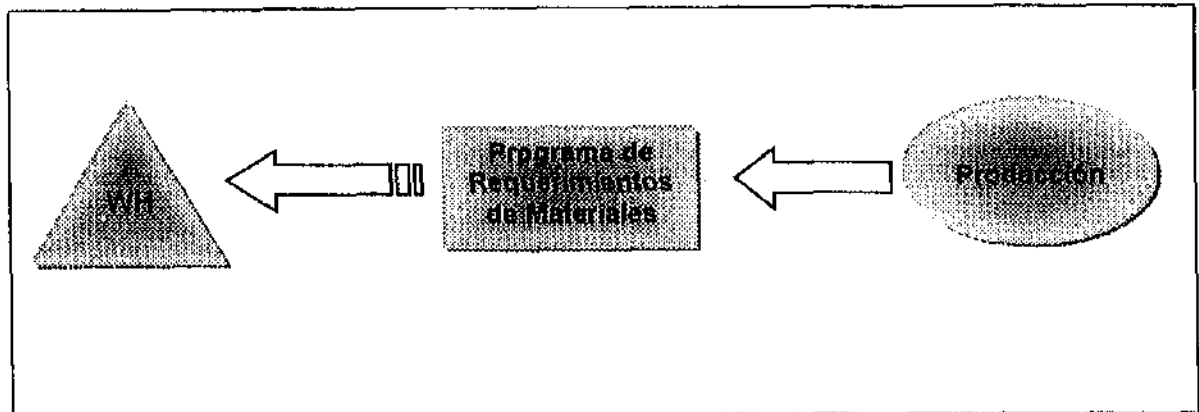 WH
Programa de
Requerimientos
de Materiales
Producción